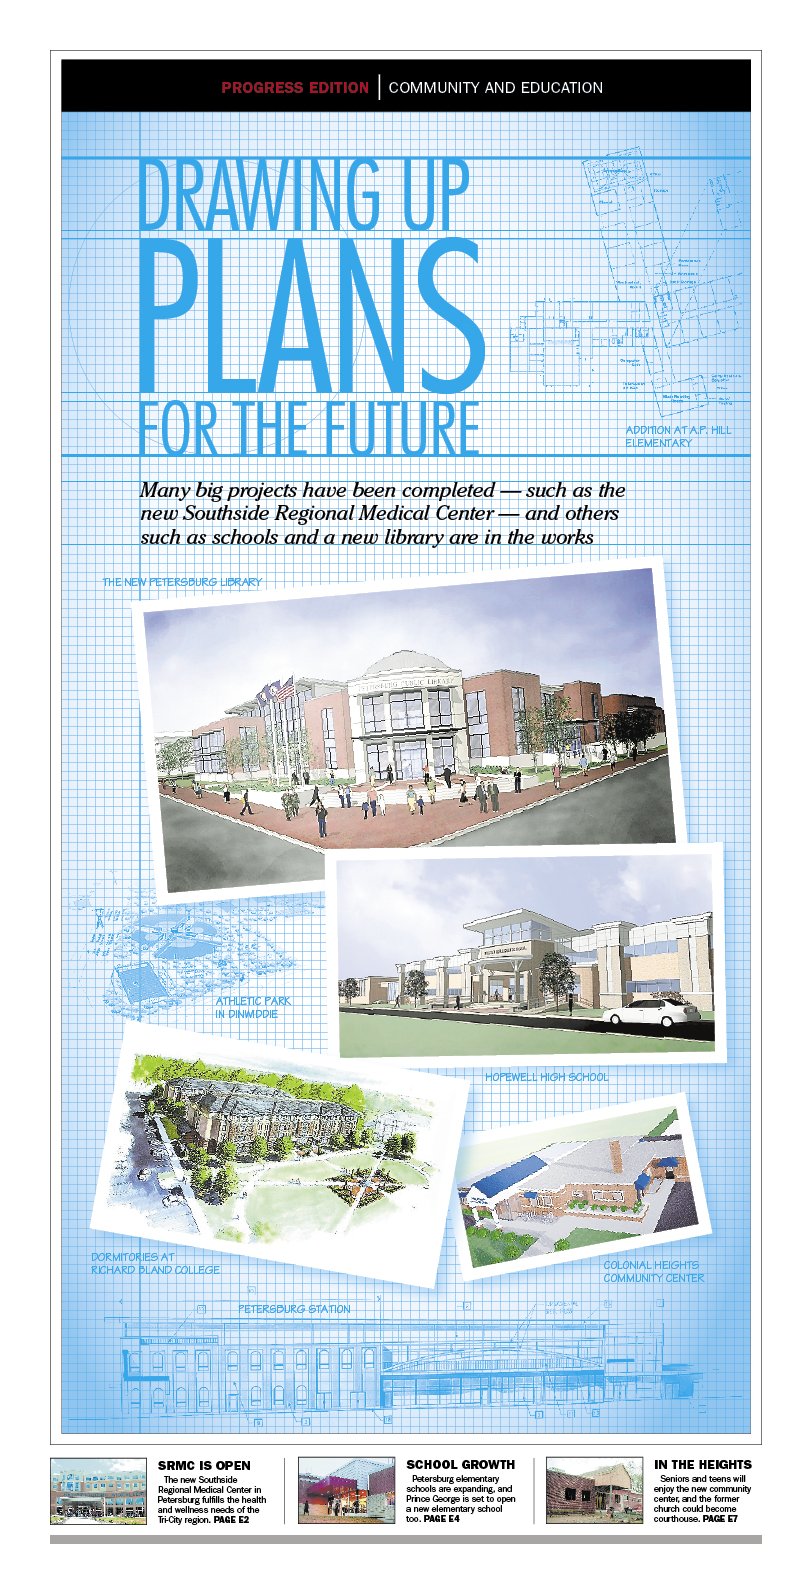 PROGRESS EDITION | COMMUNITY AND EDUCATION
DRAWING UP
PLANS
FOR THE FUTURE
ADDITION AT A.P. HILL
ELEMENTARY
Many big projects have been completed — such as the
new Southside Regional Medical Center — and others
such as schools and a new library are in the works
THE NEW PETERSBURG LIBRARY
PETERSBURG PUBLIC LIBRARY
ATHLETIC PARK
IN DINWIDDIE
HOPEWELL HIGH SCHOOL
DORMITORIES AT
RICHARD BLAND COLLEGE
COLONIAL HEIGHTS
COMMUNITY CENTER
PETERSBURG STATION
SRMC IS OPEN
The new Southside
Regional Medical Center in
Petersburg fulfills the health
and wellness needs of the
Tri-City region. PAGE E2
SCHOOL GROWTH
Petersburg elementary
schools are expanding, and
Prince George is set to open
a new elementary school
too. PAGE E4
IN THE HEIGHTS
Seniors and teens will
enjoy the new community
center, and the former
church could become
courthouse. PAGE E7